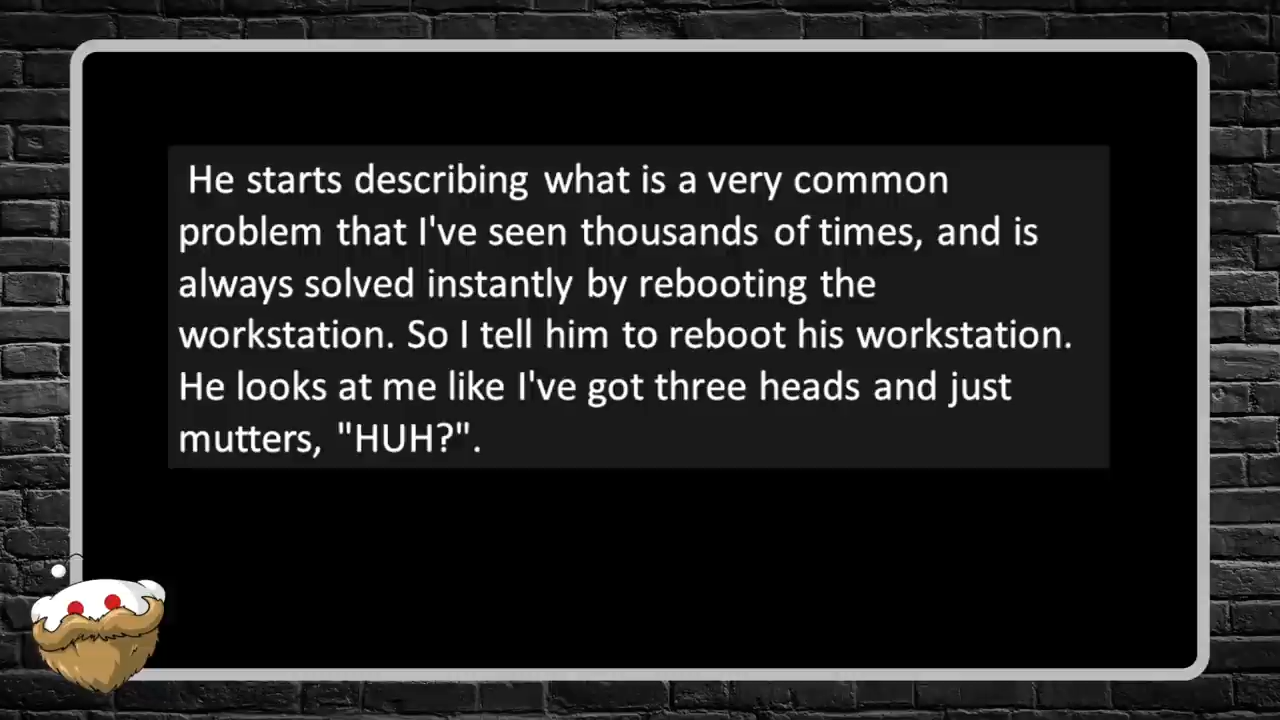 He starts describing what is a very common
problem that I've seen thousands of times, and is
always solved instantly by rebooting the
workstation. So I tell him to reboot his workstation.
He looks at me like I've got three heads and just
mutters, "HUH?".